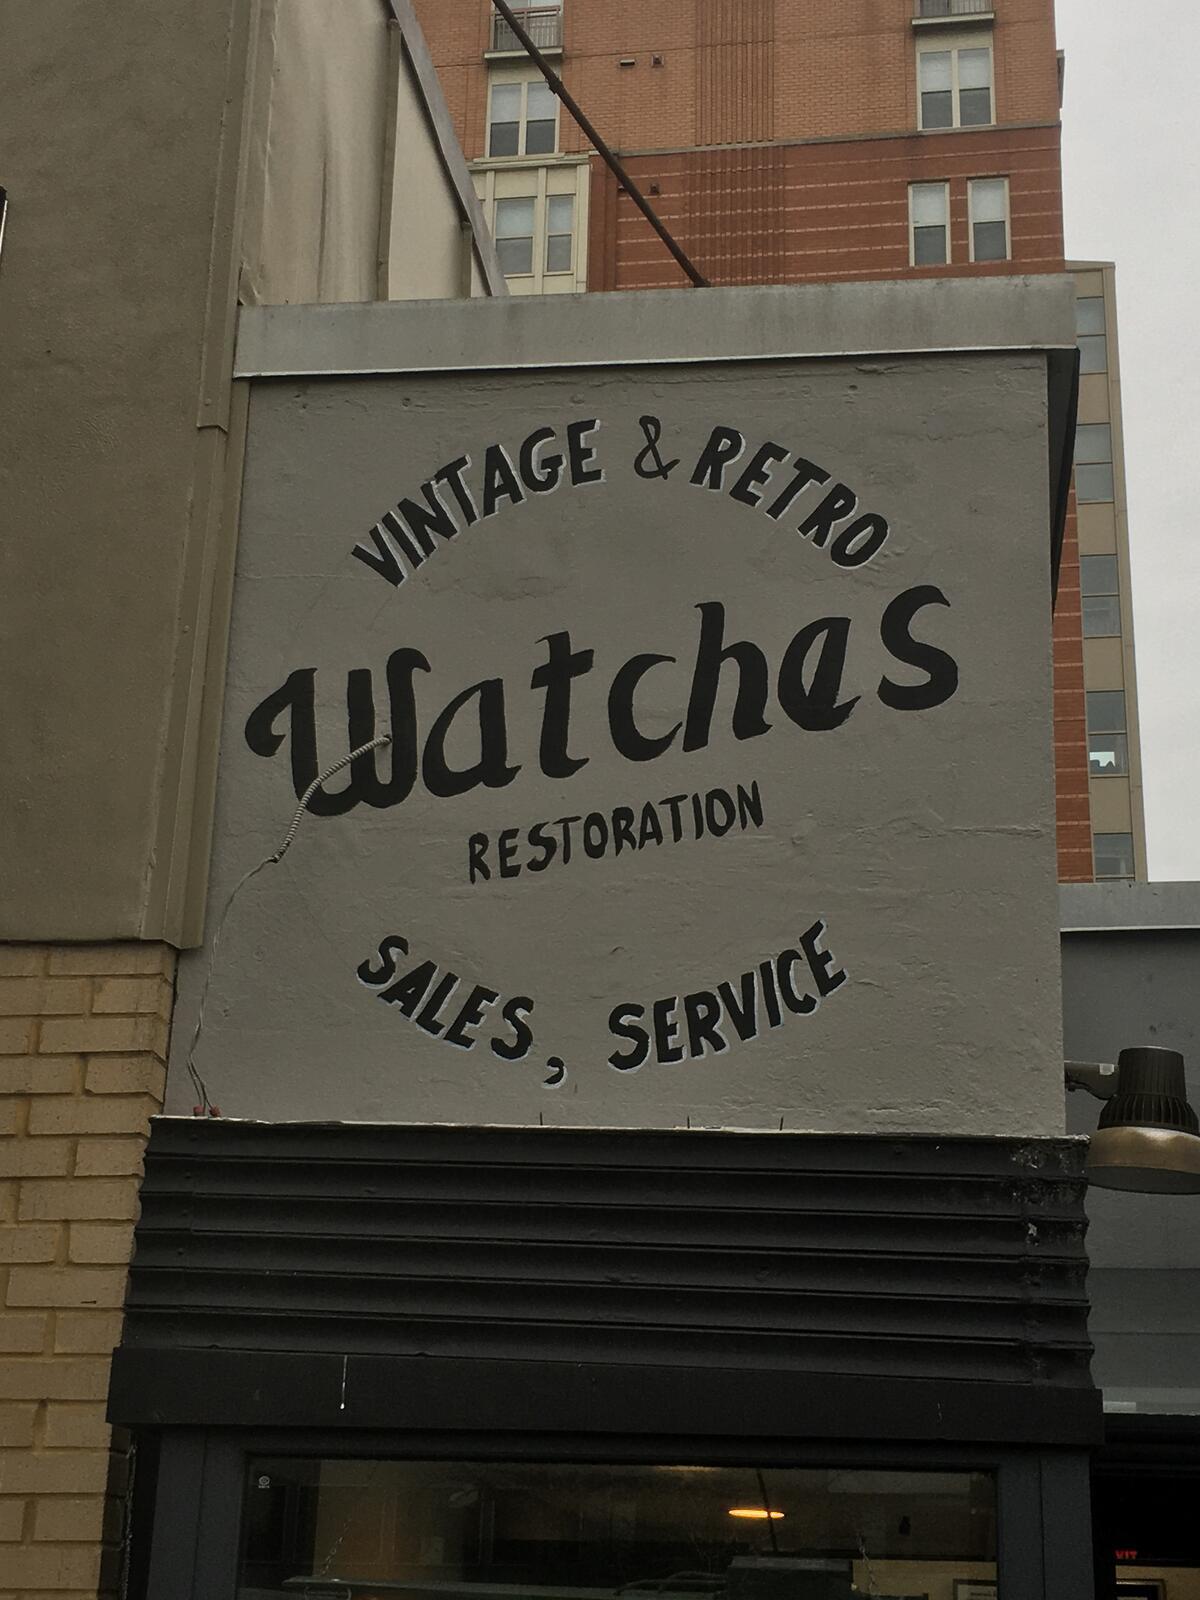 VINTAGE & RETRO
Watches
RESTORATION
SALES, SERVICE